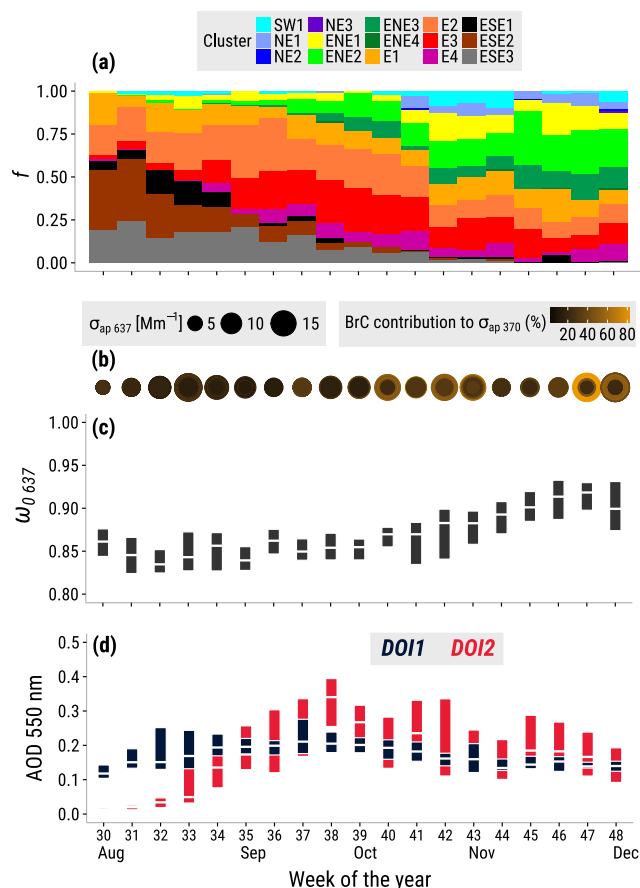 Cluster SW1 NE3 ENE3 E2 ESE1
NE1 ENE1 ENE4 E3 ESE2
NE2 ENE2 E1 E4 ESE3
(a)
1.00
0.75
0.50
0.25
0.00
f
σap 637 [Mm⁻¹] 5 10 15
BrC contribution to σap 370 (%)
20 40 60 80
(b)
(c)
1.00
0.95
0.90
0.85
0.80
ω0 637
(d)
DOI1 DOI2
0.5
0.4
0.3
0.2
0.1
0.0
AOD 550 nm
30 31 32 33 34 35 36 37 38 39 40 41 42 43 44 45 46 47 48
Aug Sep Oct Nov Dec
Week of the year